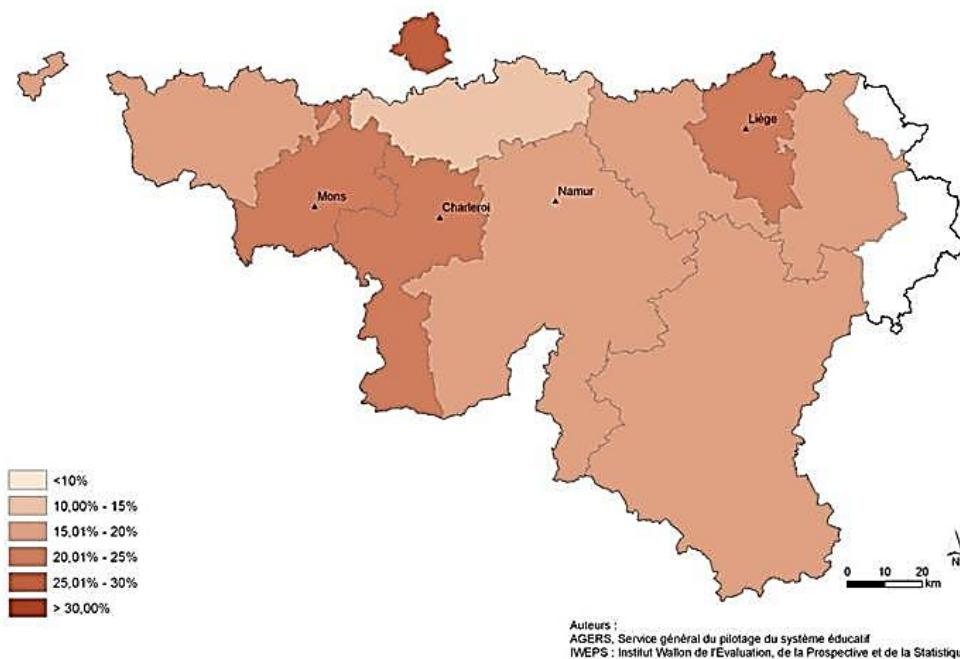 Liège
Mons
Charleroi
Namur
<10%
10,00% - 15%
15,01% - 20%
20,01% - 25%
25,01% - 30%
> 30,00%
0 10 20
km
N
Auteurs :
AGERS, Service général du pilotage du système éducatif
IWEPS : Institut Wallon de l'Évaluation, de la Prospective et de la Statistique